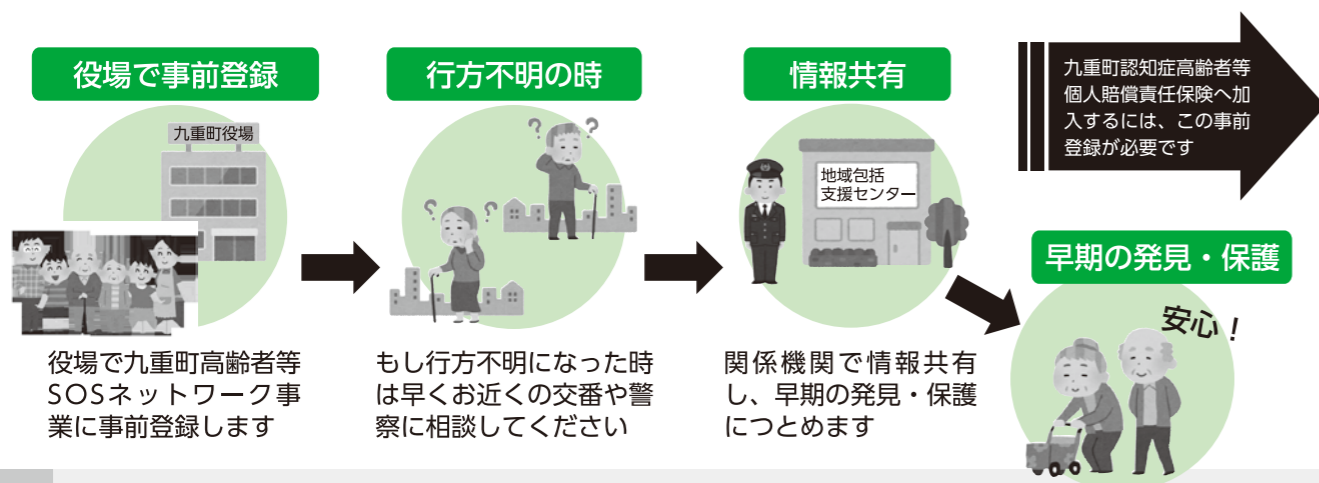 役場で事前登録
九重町役場
役場で九重町高齢者等
SOSネットワーク事
業に事前登録します
行方不明の時
?
?
?
?
もし行方不明になった時
は早くお近くの交番や警
察に相談してください
情報共有
地域包括
支援センター
関係機関で情報共有
し、早期の発見・保護
につとめます
九重町認知症高齢者等
個人賠償責任保険へ加
入するには、この事前
登録が必要です
早期の発見・保護
安心！